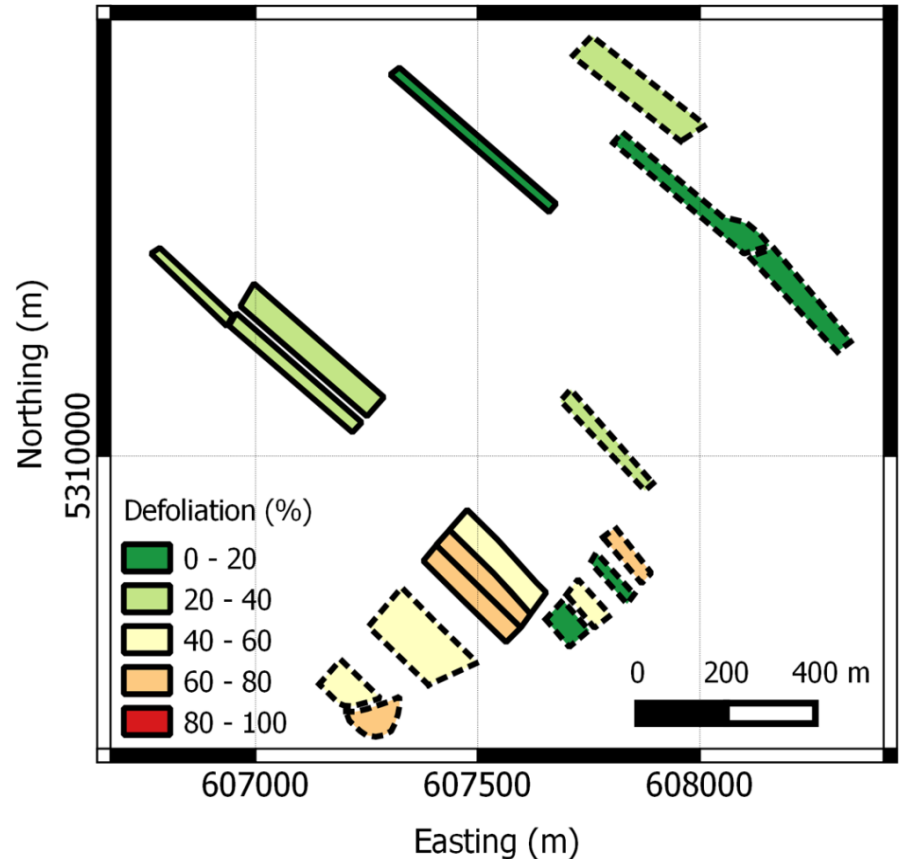 Northing (m)
5310000
Defoliation (%)
0 - 20
20 - 40
40 - 60
60 - 80
80 - 100
0 200 400 m
607000 607500 608000
Easting (m)